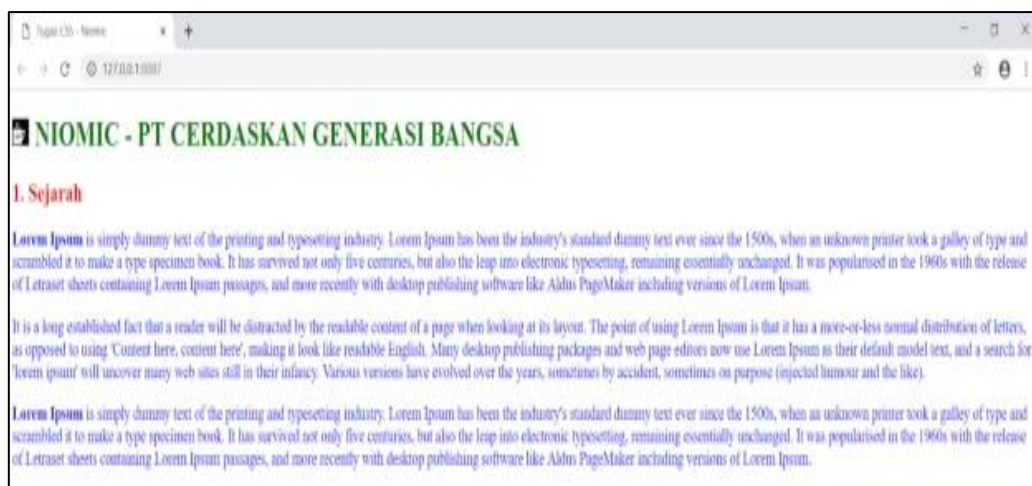 Tugas CSS - Niomic
NIOMIC - PT CERDASKAN GENERASI BANGSA
1. Sejarah
Lorem Ipsum is simply dummy text of the printing and typesetting industry. Lorem Ipsum has been the industry's standard dummy text ever since the 1500s, when an unknown printer took a galley of type and
scrambled it to make a type specimen book. It has survived not only five centuries, but also the leap into electronic typesetting, remaining essentially unchanged. It was popularised in the 1960s with the release
of Letraset sheets containing Lorem Ipsum passages, and more recently with desktop publishing software like Aldus PageMaker including versions of Lorem Ipsum.
It is a long established fact that a reader will be distracted by the readable content of a page when looking at its layout. The point of using Lorem Ipsum is that it has a more-or-less normal distribution of letters,
as opposed to using 'Content here, content here', making it look like readable English. Many desktop publishing packages and web page editors now use Lorem Ipsum as their default model text, and a search for
'lorem ipsum' will uncover many web sites still in their infancy. Various versions have evolved over the years, sometimes by accident, sometimes on purpose (injected humour and the like).
Lorem Ipsum is simply dummy text of the printing and typesetting industry. Lorem Ipsum has been the industry's standard dummy text ever since the 1500s, when an unknown printer took a galley of type and
scrambled it to make a type specimen book. It has survived not only five centuries, but also the leap into electronic typesetting, remaining essentially unchanged. It was popularised in the 1960s with the release
of Letraset sheets containing Lorem Ipsum passages, and more recently with desktop publishing software like Aldus PageMaker including versions of Lorem Ipsum.